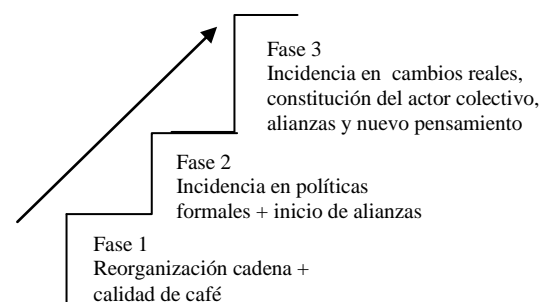 Fase 3
Incidencia en cambios reales,
constitución del actor colectivo,
alianzas y nuevo pensamiento
Fase 2
Incidencia en políticas
formales + inicio de alianzas
Fase 1
Reorganización cadena +
calidad de café